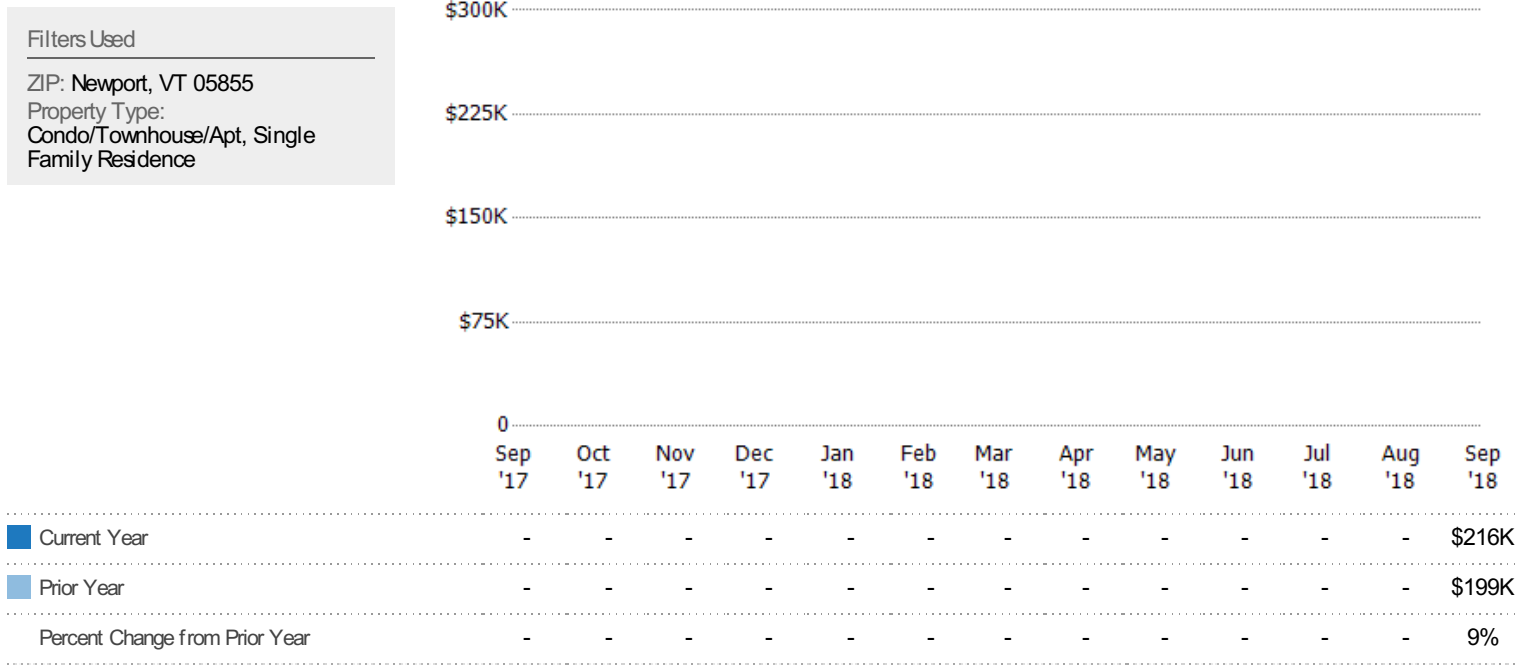 Filters Used
ZIP: Newport, VT 05855
Property Type:
Condo/Townhouse/Apt, Single
Family Residence
$300K
$225K
$150K
$75K
0
Sep Oct Nov Dec Jan Feb Mar Apr May Jun Jul Aug Sep
'17 '17 '17 '17 '18 '18 '18 '18 '18 '18 '18 '18 '18
Current Year - - - - - - - - - - - - $216K
Prior Year - - - - - - - - - - - - $199K
Percent Change from Prior Year - - - - - - - - - - - - 9%